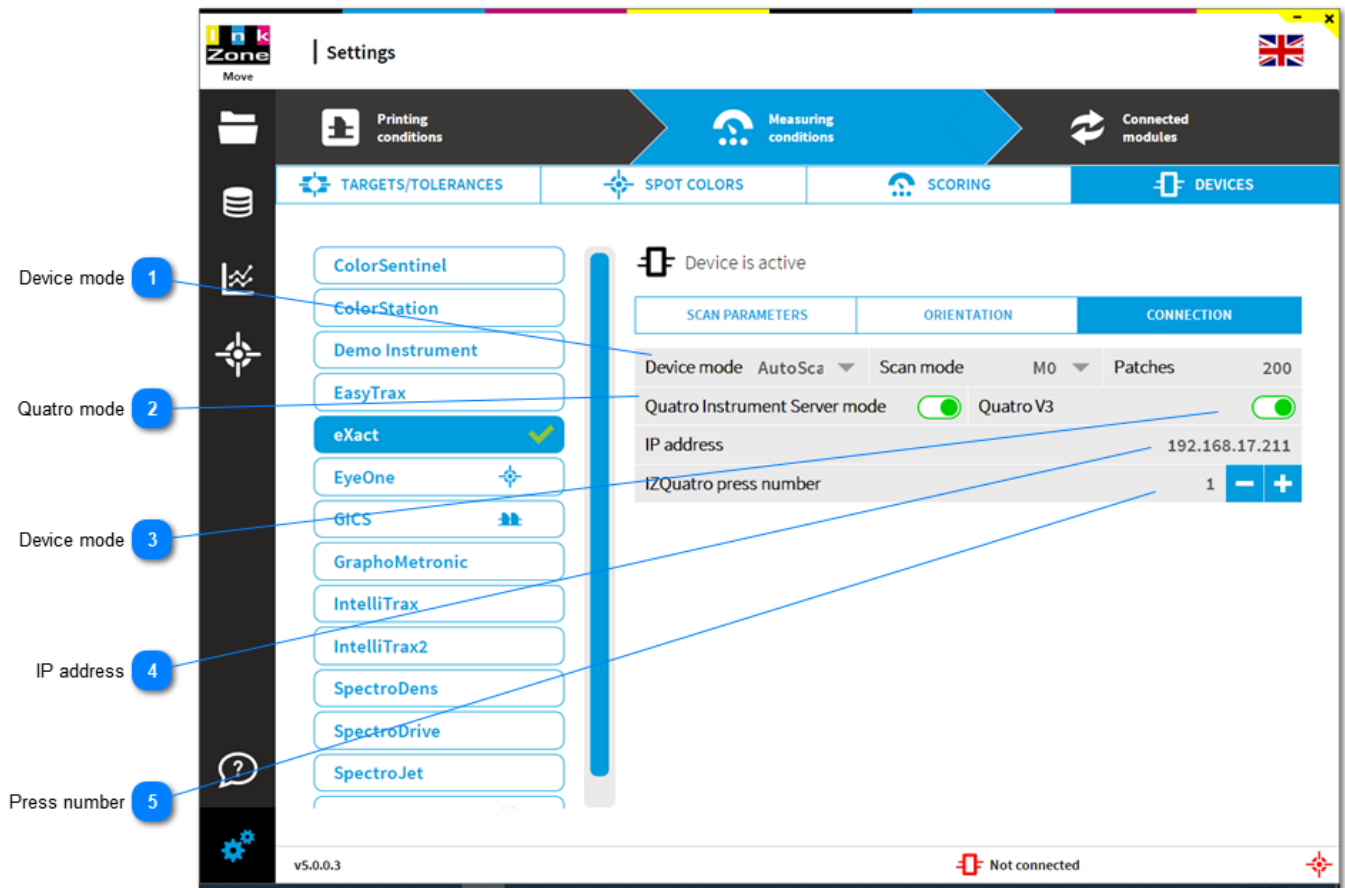 Ink
Zone
Move
Settings
Printing
conditions
Measuring
conditions
Connected
modules
TARGETS/TOLERANCES
SPOT COLORS
SCORING
DEVICES
Device mode 1
Quatro mode 2
Device mode 3
IP address 4
Press number 5
ColorSentinel
ColorStation
Demo Instrument
EasyTrax
eXact
EyeOne
GICS
GraphoMetronic
IntelliTrax
IntelliTrax2
SpectroDens
SpectroDrive
SpectroJet
Device is active
SCAN PARAMETERS
ORIENTATION
CONNECTION
Device mode AutoSca Scan mode M0 Patches 200
Quatro Instrument Server mode Quatro V3
IP address 192.168.17.211
IZQuatro press number 1
v5.0.0.3
Not connected